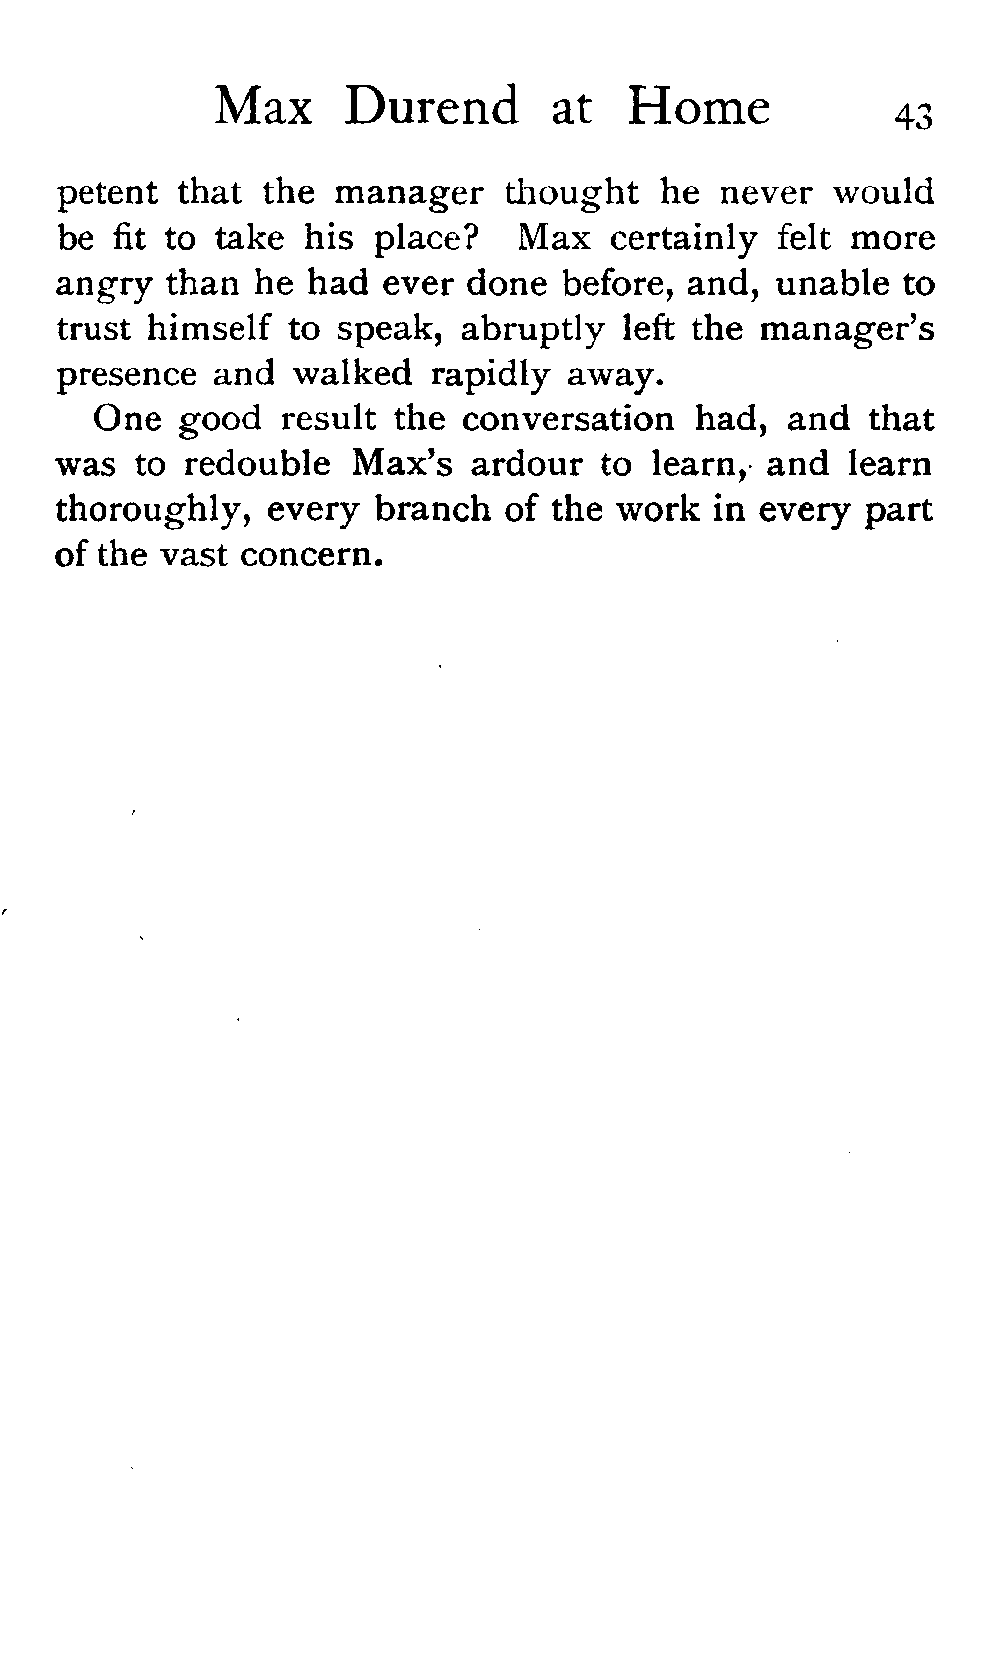 Max Durend at Home 43
petent that the manager thought he never would
be fit to take his place? Max certainly felt more
angry than he had ever done before, and, unable to
trust himself to speak, abruptly left the manager's
presence and walked rapidly away.
One good result the conversation had, and that
was to redouble Max's ardour to learn, and learn
thoroughly, every branch of the work in every part
of the vast concern.